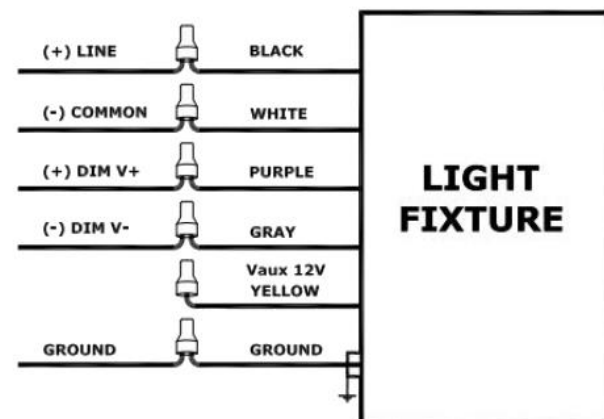 (+) LINE BLACK
(-) COMMON WHITE
(+) DIM V+ PURPLE
(-) DIM V- GRAY
Vaux 12V
YELLOW
GROUND GROUND
LIGHT
FIXTURE